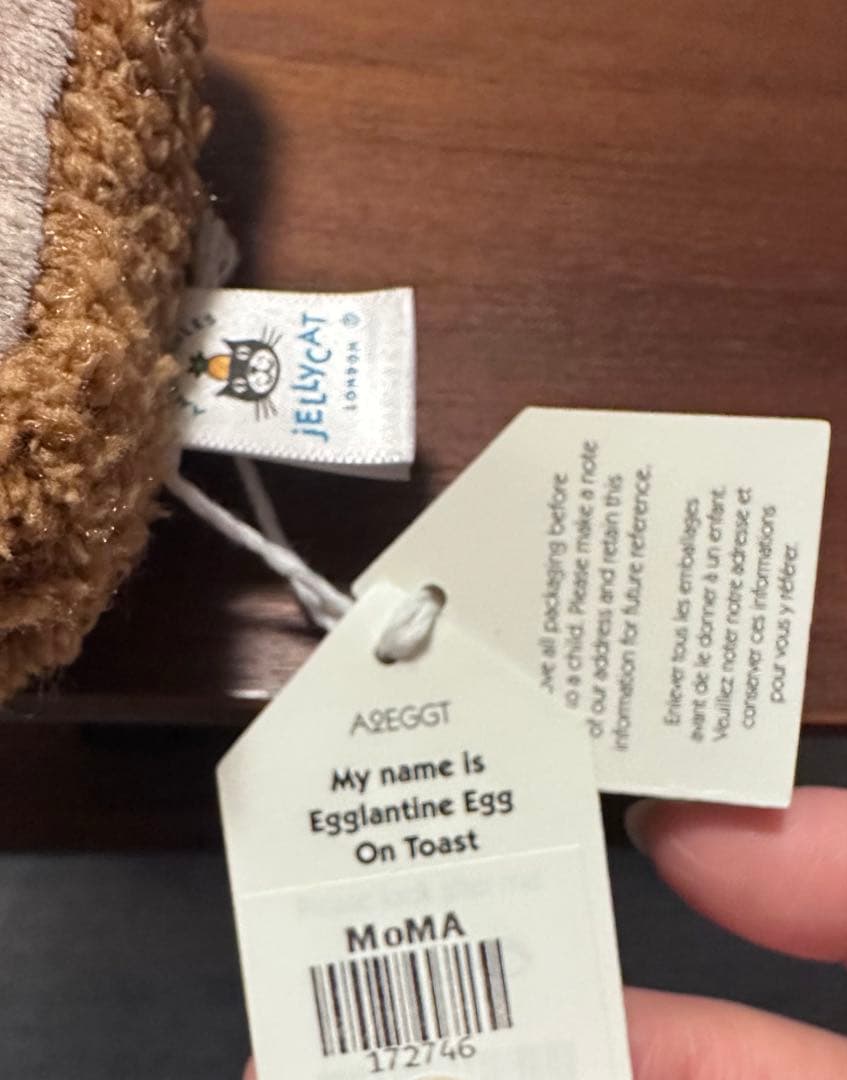 JELLYCAT
LONDON
A2EGGT
My name is
Egglantine Egg
On Toast
MoMA
172746
all packaging before
to a child. Please make a note
of our address and retain this
information for future reference.
Enlever tous les emballages
avant de le donner à un enfant.
Veuillez noter notre adresse et
conserver ces informations
pour vous y référer.